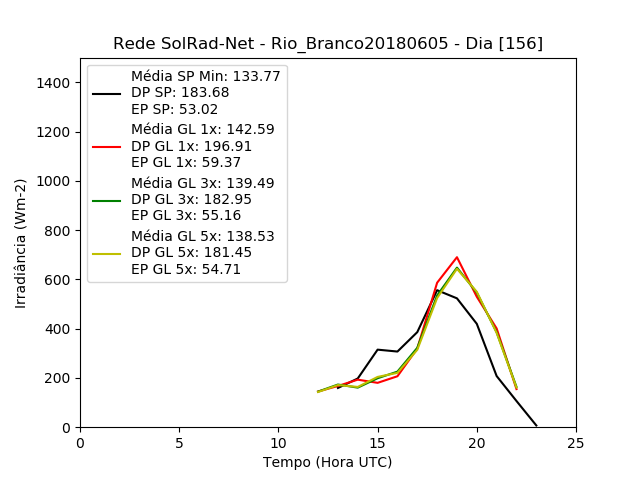 Rede SolRad-Net - Rio_Branco20180605 - Dia [156]
Média SP Min: 133.77
DP SP: 183.68
EP SP: 53.02
Média GL 1x: 142.59
DP GL 1x: 196.91
EP GL 1x: 59.37
Média GL 3x: 139.49
DP GL 3x: 182.95
EP GL 3x: 55.16
Média GL 5x: 138.53
DP GL 5x: 181.45
EP GL 5x: 54.71
Irradiância (Wm-2)
1400
1200
1000
800
600
400
200
0
0 5 10 15 20 25
Tempo (Hora UTC)